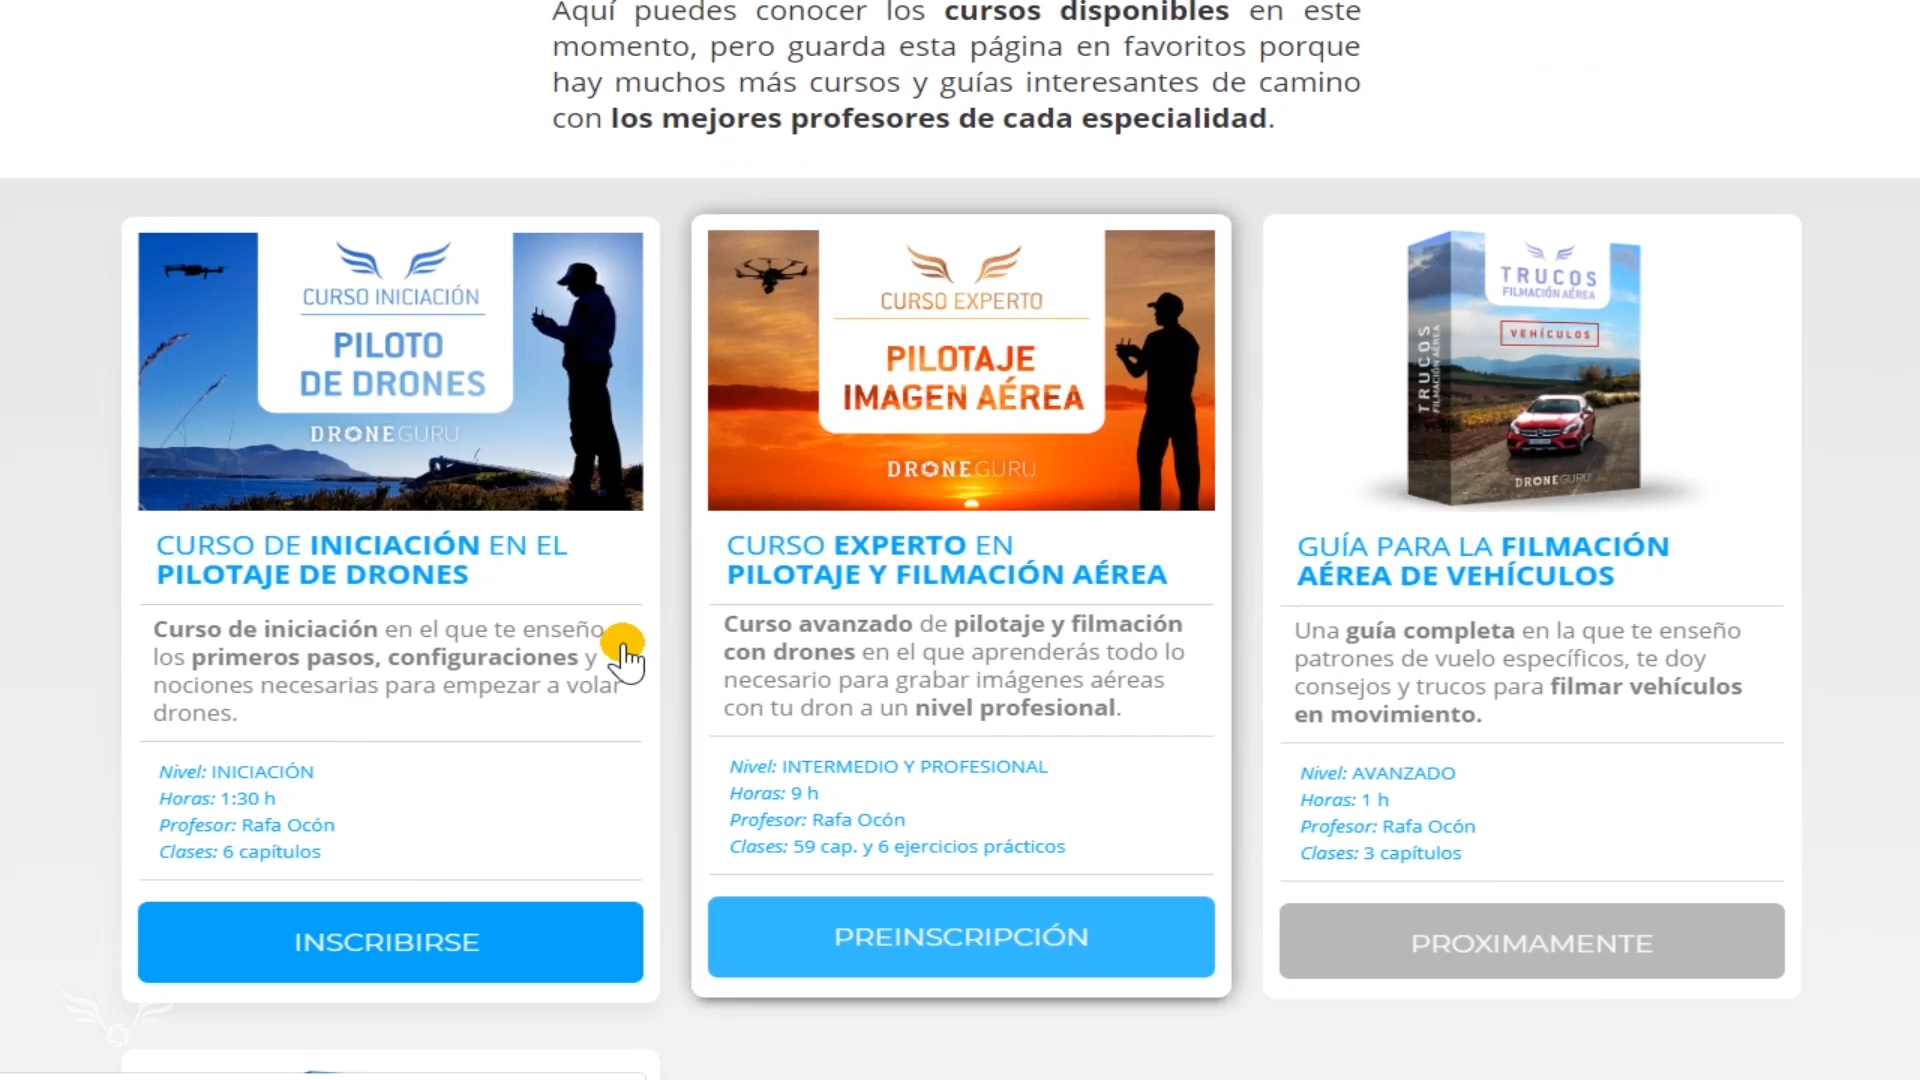 Aquí puedes conocer los cursos disponibles en este
momento, pero guarda esta página en favoritos porque
hay muchos más cursos y guías interesantes de camino
con los mejores profesores de cada especialidad.
CURSO INICIACIÓN
PILOTO
DE DRONES
DRONEGURU
CURSO DE INICIACIÓN EN EL
PILOTAJE DE DRONES
Curso de iniciación en el que te enseño
los primeros pasos, configuraciones y
nociones necesarias para empezar a volar
drones.
Nivel: INICIACIÓN
Horas: 1:30 h
Profesor: Rafa Ocón
Clases: 6 capítulos
INSCRIBIRSE
CURSO EXPERTO
PILOTAJE
IMAGEN AÉREA
DRONEGURU
CURSO EXPERTO EN
PILOTAJE Y FILMACIÓN AÉREA
Curso avanzado de pilotaje y filmación
con drones en el que aprenderás todo lo
necesario para grabar imágenes aéreas
con tu dron a un nivel profesional.
Nivel: INTERMEDIO Y PROFESIONAL
Horas: 9 h
Profesor: Rafa Ocón
Clases: 59 cap. y 6 ejercicios prácticos
PREINSCRIPCIÓN
TRUCOS
FILMACIÓN AÉREA
VEHÍCULOS
TRUCOS
FILMACIÓN AÉREA
DRONEGURU
GUÍA PARA LA FILMACIÓN
AÉREA DE VEHÍCULOS
Una guía completa en la que te enseño
patrones de vuelo específicos, te doy
consejos y trucos para filmar vehículos
en movimiento.
Nivel: AVANZADO
Horas: 1 h
Profesor: Rafa Ocón
Clases: 3 capítulos
PROXIMAMENTE